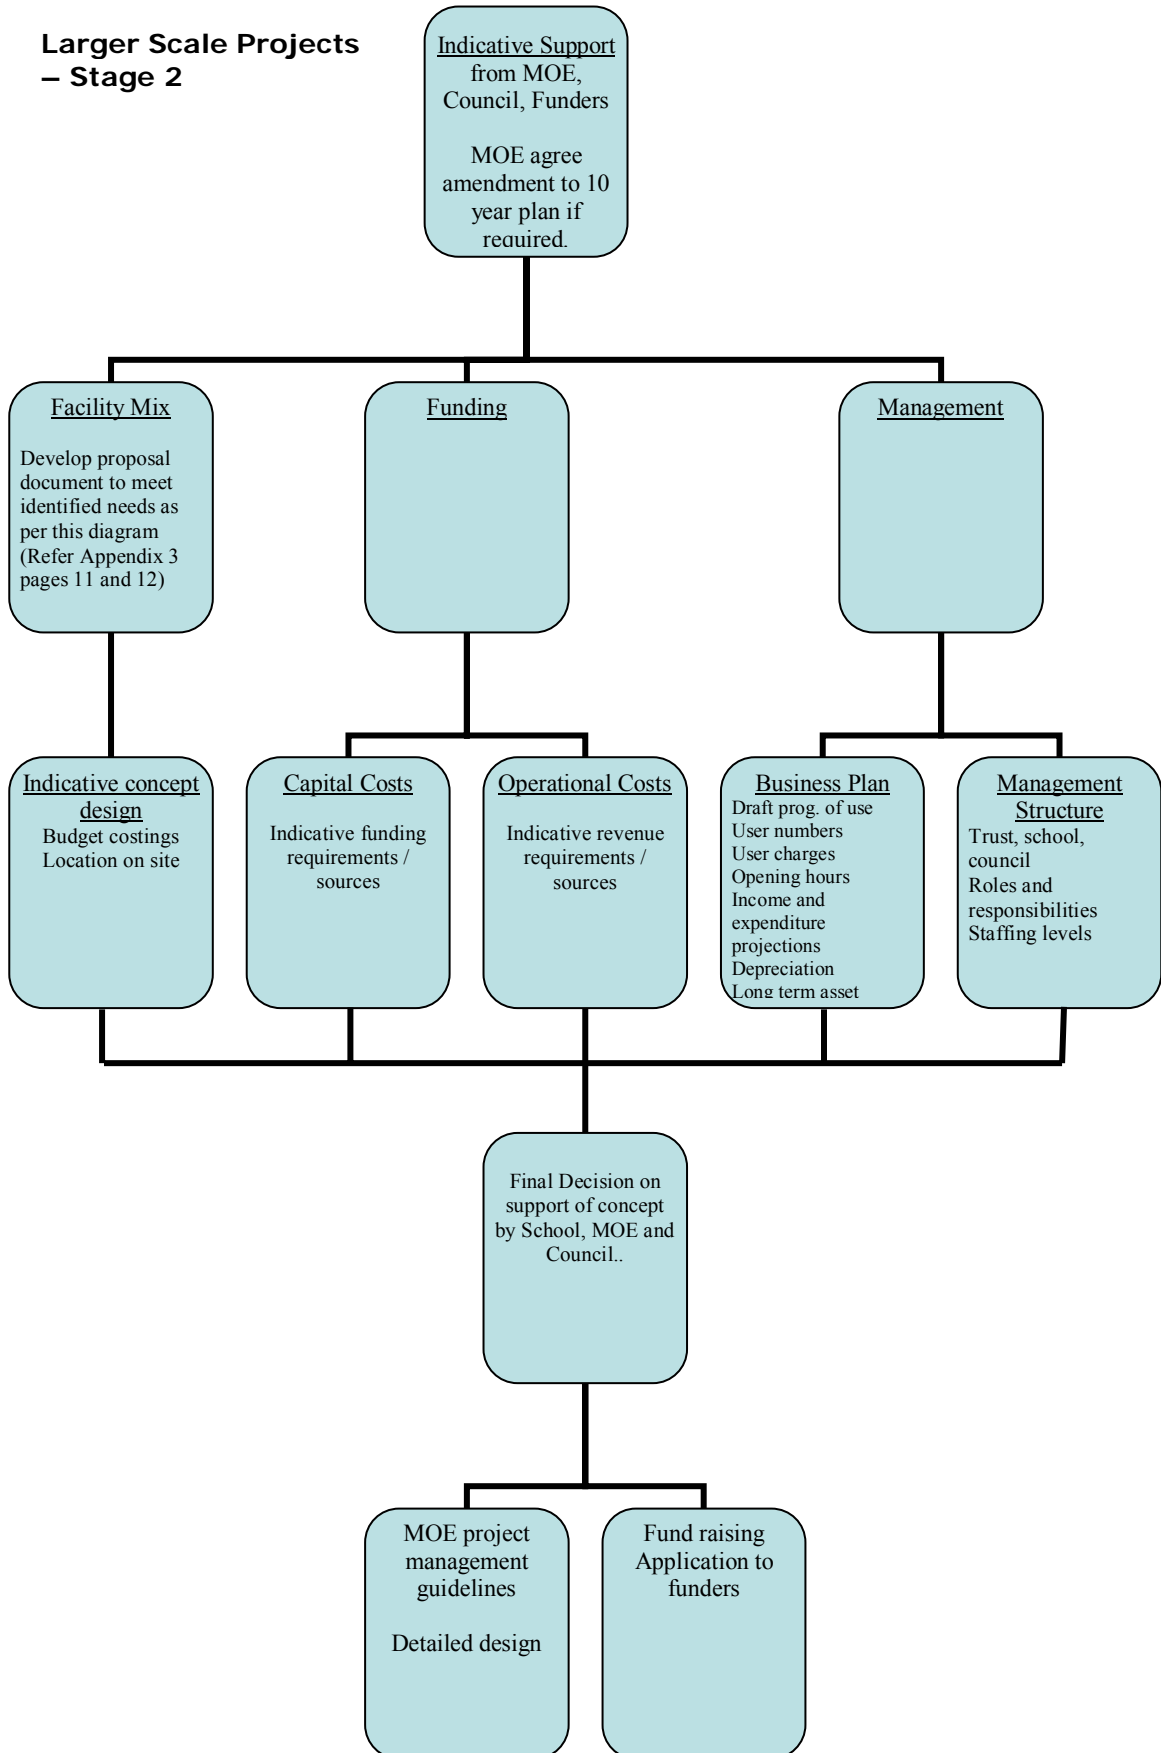 Larger Scale Projects
– Stage 2
Indicative Support
from MOE,
Council, Funders
MOE agree
amendment to 10
year plan if
required.
Facility Mix
Develop proposal
document to meet
identified needs as
per this diagram
(Refer Appendix 3
pages 11 and 12)
Funding
Management
Indicative concept
design
Budget costings
Location on site
Capital Costs
Indicative funding
requirements /
sources
Operational Costs
Indicative revenue
requirements /
sources
Business Plan
Draft prog. of use
User numbers
User charges
Opening hours
Income and
expenditure
projections
Depreciation
Long term asset
Management
Structure
Trust, school,
council
Roles and
responsibilities
Staffing levels
Final Decision on
support of concept
by School, MOE and
Council..
MOE project
management
guidelines
Detailed design
Fund raising
Application to
funders